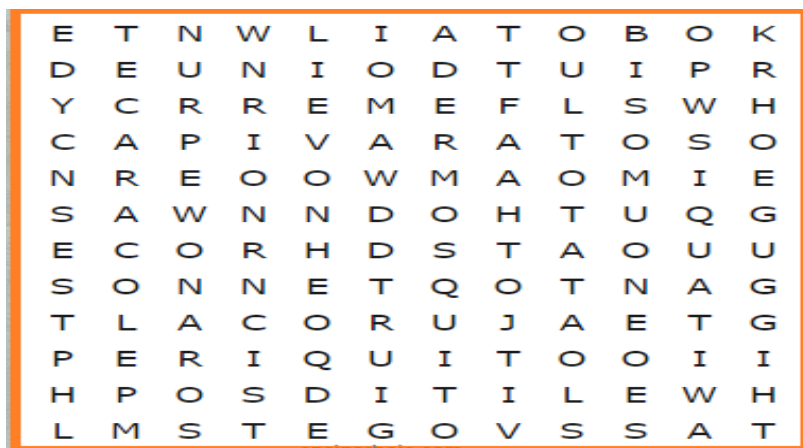 E T N W L I A T O B O K
D E U N I O D T U I P R
Y C R R E M E F L S W H
C A P I V A R A T O S O
N R E O O W M A O M I E
S A W N N D O H T U Q G
E C O R H D S T A O U U
S O N N E T Q O T N A G
T L A C O R U J A E T G
P E R I Q U I T O O I I
H P O S D I T I L E W H
L M S T E G O V S S A T